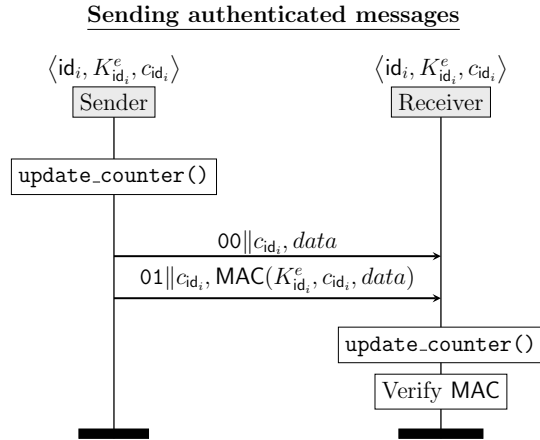 Sending authenticated messages
⟨id_i, K^e_{id_i}, c_{id_i}⟩ ⟨id_i, K^e_{id_i}, c_{id_i}⟩
Sender Receiver
update_counter()
00‖c_{id_i}, data
01‖c_{id_i}, MAC(K^e_{id_i}, c_{id_i}, data)
update_counter()
Verify MAC